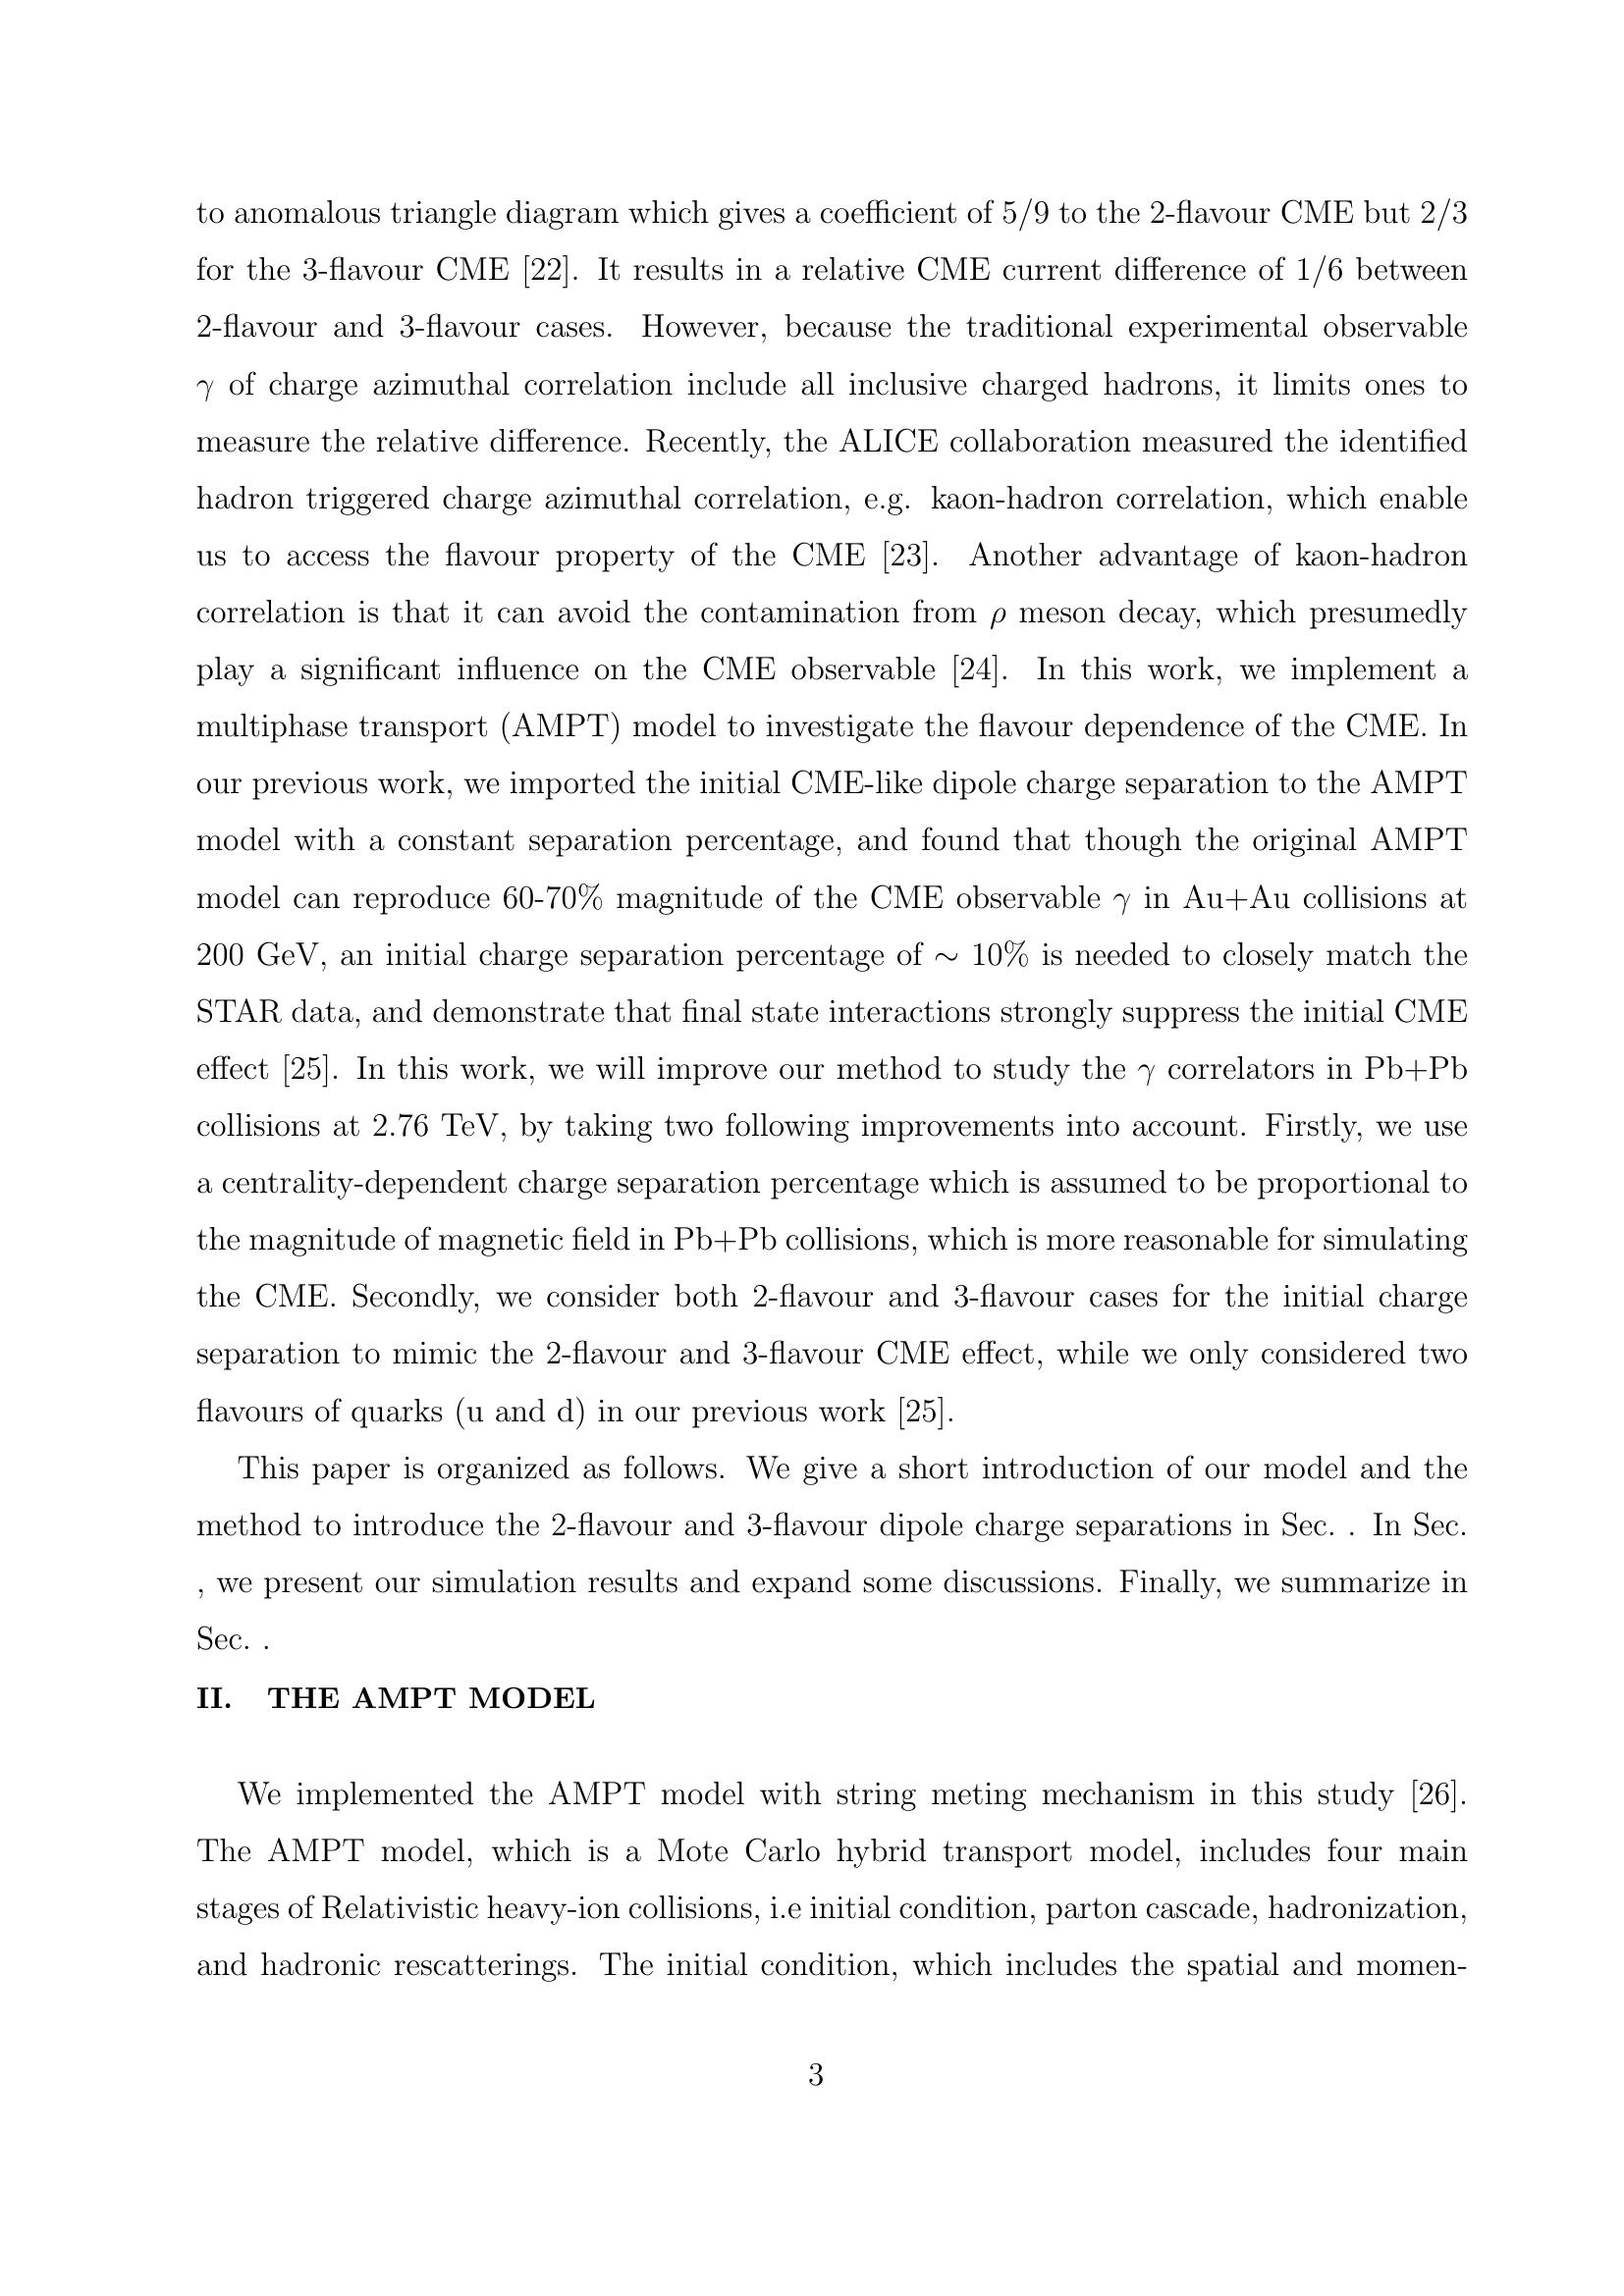 to anomalous triangle diagram which gives a coefficient of 5/9 to the 2-flavour CME but 2/3
for the 3-flavour CME [22]. It results in a relative CME current difference of 1/6 between
2-flavour and 3-flavour cases. However, because the traditional experimental observable
γ of charge azimuthal correlation include all inclusive charged hadrons, it limits ones to
measure the relative difference. Recently, the ALICE collaboration measured the identified
hadron triggered charge azimuthal correlation, e.g. kaon-hadron correlation, which enable
us to access the flavour property of the CME [23]. Another advantage of kaon-hadron
correlation is that it can avoid the contamination from ρ meson decay, which presumedly
play a significant influence on the CME observable [24]. In this work, we implement a
multiphase transport (AMPT) model to investigate the flavour dependence of the CME. In
our previous work, we imported the initial CME-like dipole charge separation to the AMPT
model with a constant separation percentage, and found that though the original AMPT
model can reproduce 60-70% magnitude of the CME observable γ in Au+Au collisions at
200 GeV, an initial charge separation percentage of ∼ 10% is needed to closely match the
STAR data, and demonstrate that final state interactions strongly suppress the initial CME
effect [25]. In this work, we will improve our method to study the γ correlators in Pb+Pb
collisions at 2.76 TeV, by taking two following improvements into account. Firstly, we use
a centrality-dependent charge separation percentage which is assumed to be proportional to
the magnitude of magnetic field in Pb+Pb collisions, which is more reasonable for simulating
the CME. Secondly, we consider both 2-flavour and 3-flavour cases for the initial charge
separation to mimic the 2-flavour and 3-flavour CME effect, while we only considered two
flavours of quarks (u and d) in our previous work [25].
This paper is organized as follows. We give a short introduction of our model and the
method to introduce the 2-flavour and 3-flavour dipole charge separations in Sec. . In Sec.
, we present our simulation results and expand some discussions. Finally, we summarize in
Sec. .
II. THE AMPT MODEL
We implemented the AMPT model with string meting mechanism in this study [26].
The AMPT model, which is a Mote Carlo hybrid transport model, includes four main
stages of Relativistic heavy-ion collisions, i.e initial condition, parton cascade, hadronization,
and hadronic rescatterings. The initial condition, which includes the spatial and momen-
3